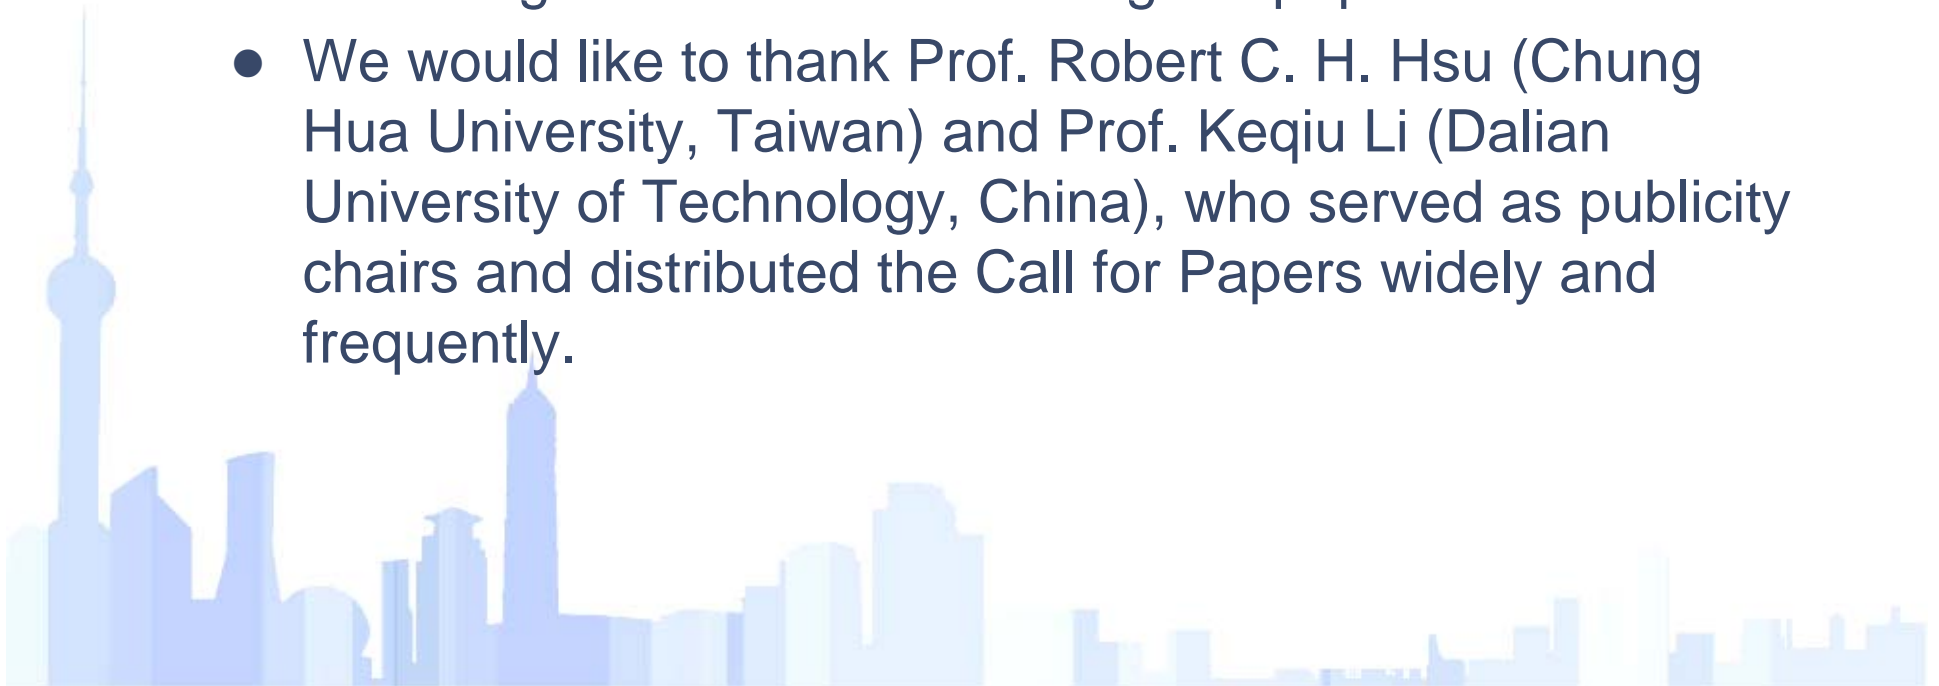 ● We would like to thank Prof. Robert C. H. Hsu (Chung
Hua University, Taiwan) and Prof. Keqiu Li (Dalian
University of Technology, China), who served as publicity
chairs and distributed the Call for Papers widely and
frequently.